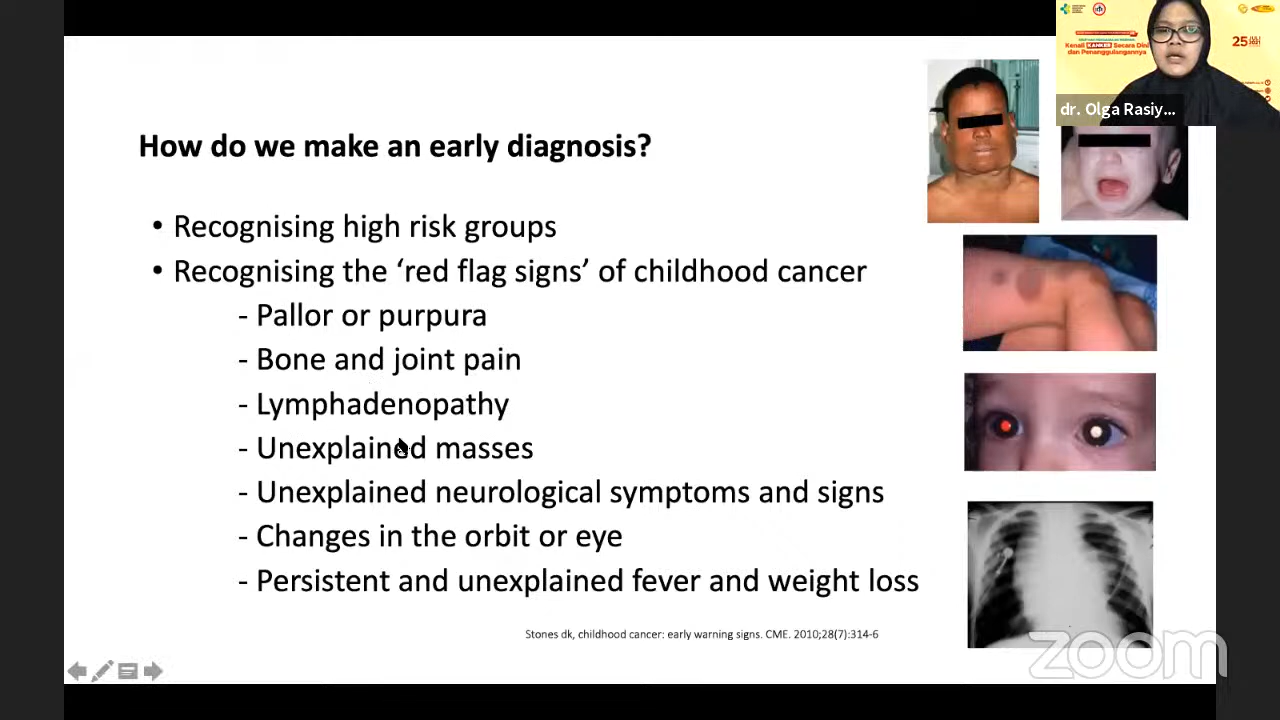 How do we make an early diagnosis?
• Recognising high risk groups
• Recognising the ‘red flag signs’ of childhood cancer
- Pallor or purpura
- Bone and joint pain
- Lymphadenopathy
- Unexplained masses
- Unexplained neurological symptoms and signs
- Changes in the orbit or eye
- Persistent and unexplained fever and weight loss
Stones dk, childhood cancer: early warning signs. CME. 2010;28(7):314-6
Kenali KANKER Secara Dini
dan Penanggulangannya
25 JULI
2021
dr. Olga Rasiy...
zoom